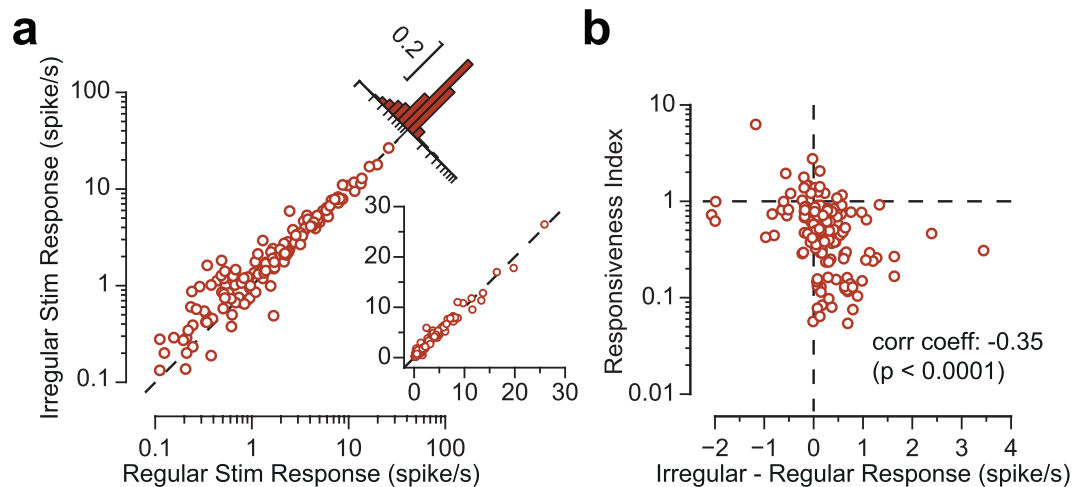 a
b
0.2
Irregular Stim Response (spike/s)
100
10
1
0.1
30
20
10
0
0 10 20 30
0.1 1 10 100
Regular Stim Response (spike/s)
Responsiveness Index
10
1
0.1
0.01
corr coeff: -0.35
(p < 0.0001)
−2 −1 0 1 2 3 4
Irregular - Regular Response (spike/s)